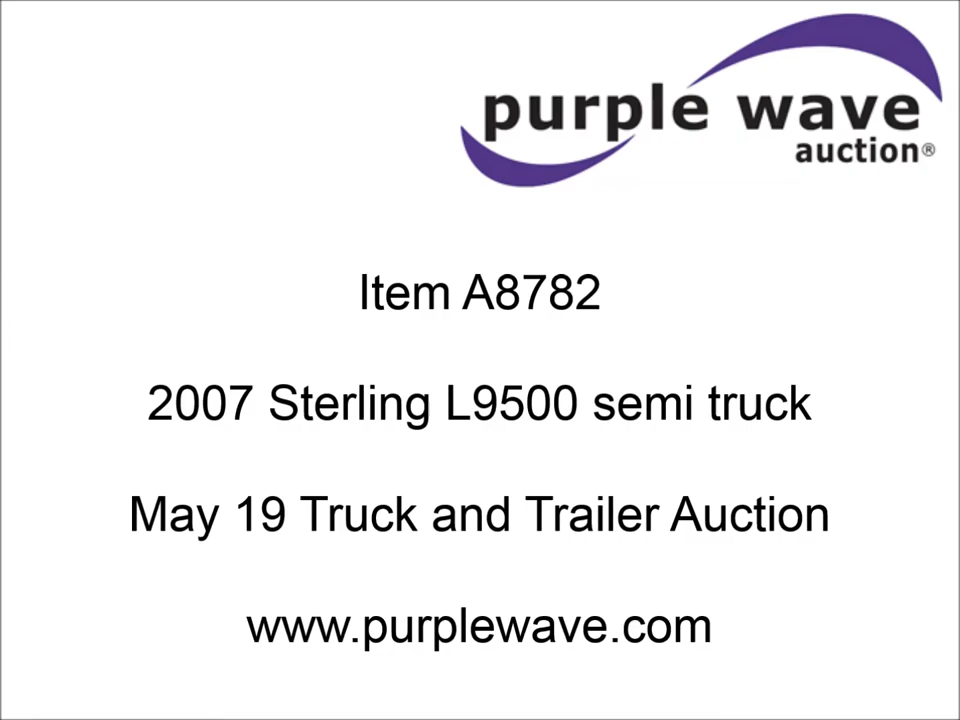 purple wave
auction®
Item A8782
2007 Sterling L9500 semi truck
May 19 Truck and Trailer Auction
www.purplewave.com